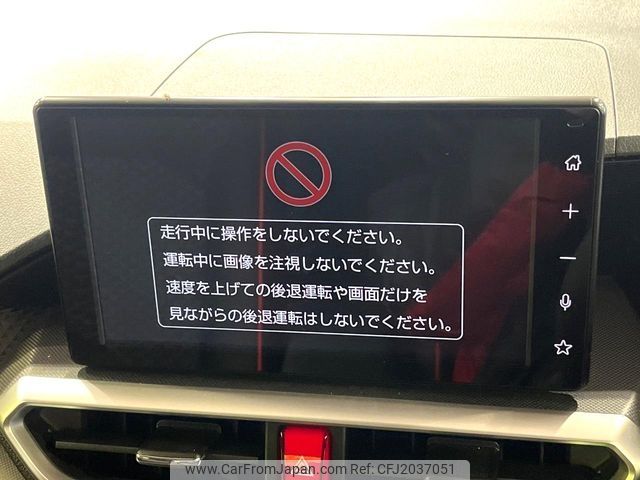 走行中に操作をしないでください。
運転中に画像を注視しないでください。
速度を上げての後退運転や画面だけを
見ながらの後退運転はしないでください。
www.CarFromJapan.com - Car ID: CFJ2037051